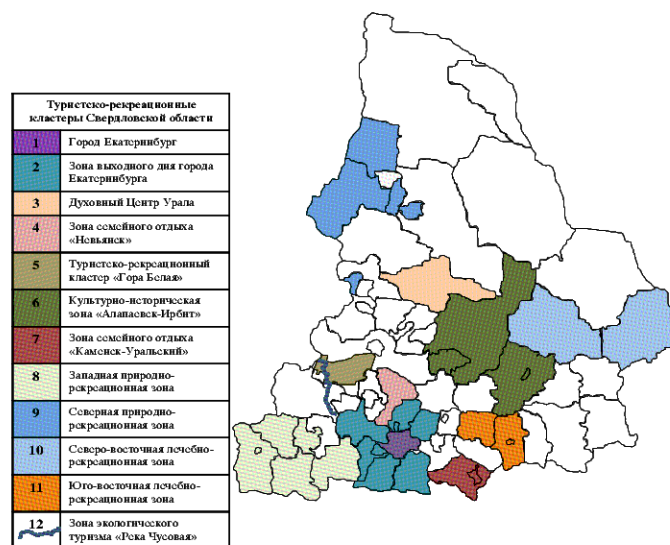 Туристско-рекреационные
кластеры Свердловской области
1 Город Екатеринбург
2 Зона выходного дня города
Екатеринбурга
3 Духовный Центр Урала
4 Зона семейного отдыха
«Невьянск»
5 Туристско-рекреационный
кластер «Гора Белая»
6 Культурно-историческая
зона «Алапаевск-Ирбит»
7 Зона семейного отдыха
«Каменск-Уральский»
8 Западная природно-
рекреационная зона
9 Северная природно-
рекреационная зона
10 Северо-восточная лечебно-
рекреационная зона
11 Юго-восточная лечебно-
рекреационная зона
12 Зона экологического
туризма «Река Чусовая»